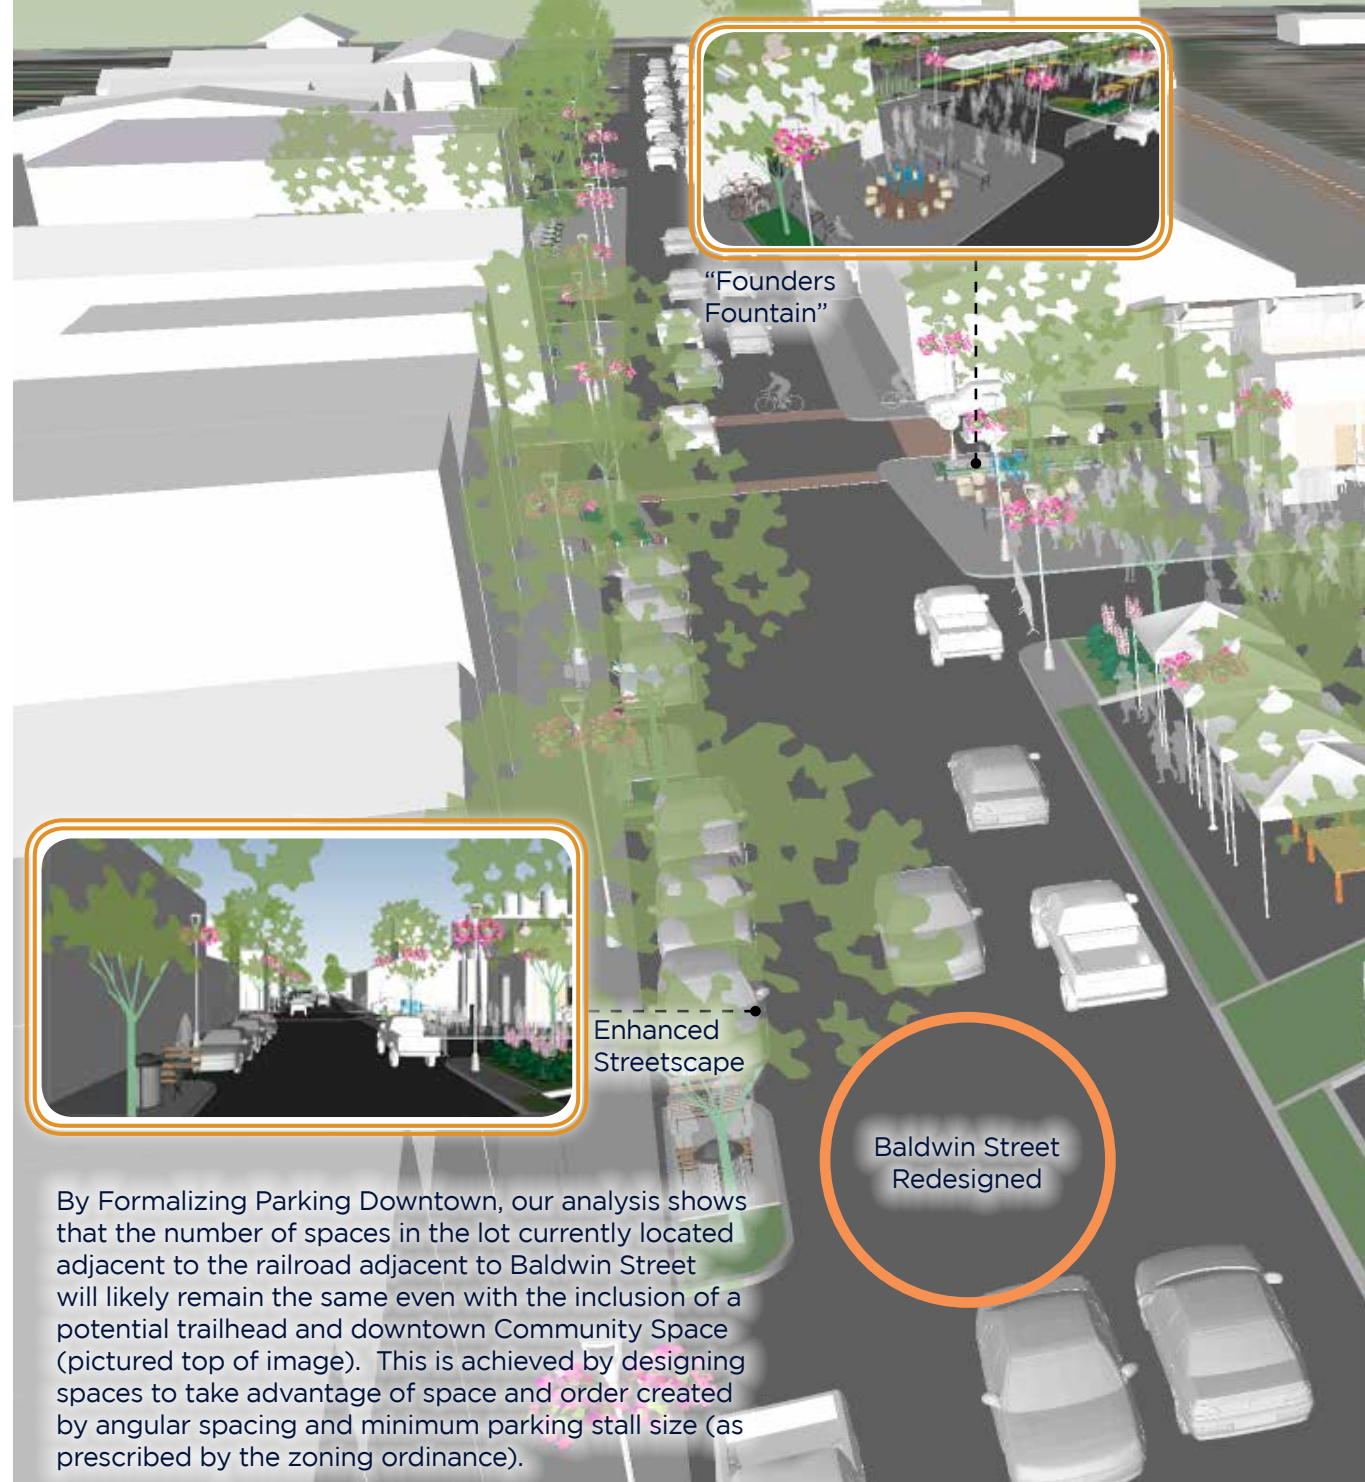 “Founders
Fountain”
Enhanced
Streetscape
Baldwin Street
Redesigned
By Formalizing Parking Downtown, our analysis shows
that the number of spaces in the lot currently located
adjacent to the railroad adjacent to Baldwin Street
will likely remain the same even with the inclusion of a
potential trailhead and downtown Community Space
(pictured top of image).  This is achieved by designing
spaces to take advantage of space and order created
by angular spacing and minimum parking stall size (as
prescribed by the zoning ordinance).